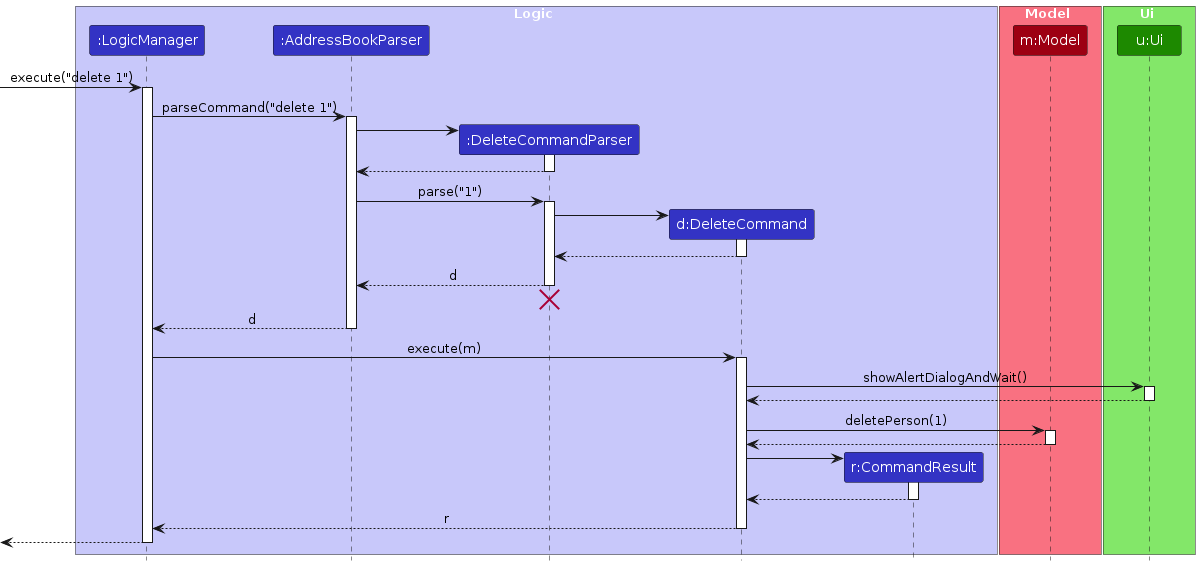 Logic
Model
Ui
:LogicManager
:AddressBookParser
m:Model
u:Ui
execute("delete 1")
parseCommand("delete 1")
:DeleteCommandParser
parse("1")
d:DeleteCommand
d
d
execute(m)
showAlertDialogAndWait()
deletePerson(1)
r:CommandResult
r